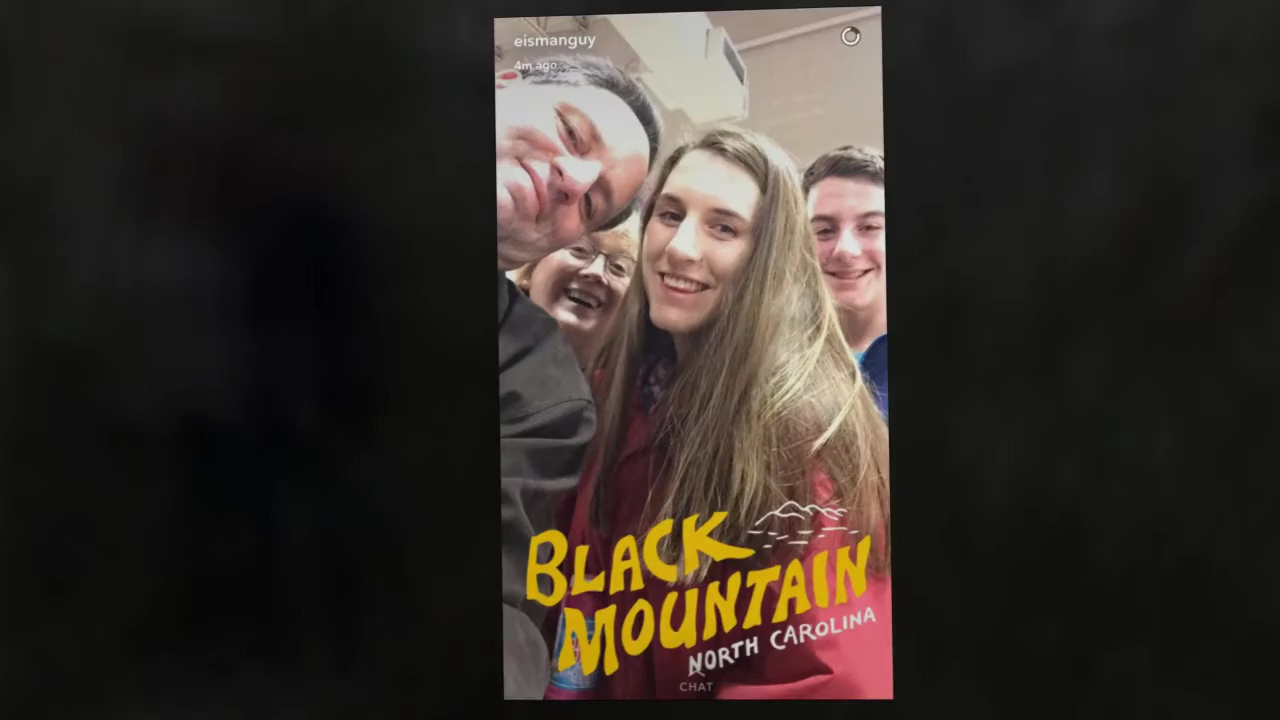 eismanguy
4m ago
BLACK
MOUNTAIN
NORTH CAROLINA
CHAT